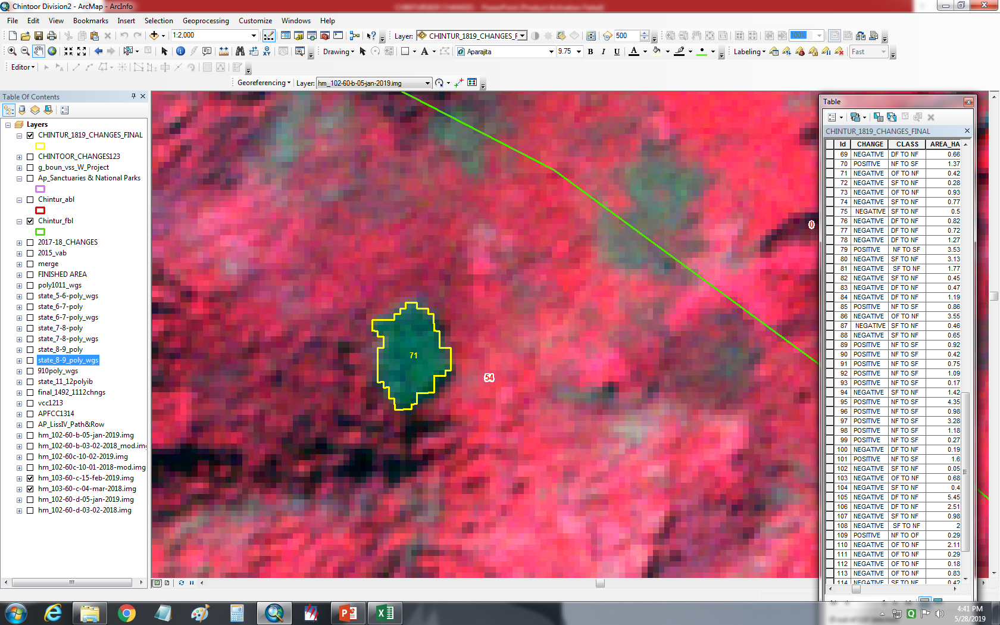 Chintoor Division2 - ArcMap - ArcInfo
File Edit View Bookmarks Insert Selection Geoprocessing Customize Windows Help
1:2,000
Layer: CHINTUR_1819_CHANGES_F
500
100%
Drawing
A
Aparajita
9.75
B I U A
Labeling
Fast
Editor
Georeferencing
Layer: hm_102-60-b-05-jan-2019.img
Table Of Contents
Layers
CHINTUR_1819_CHANGES_FINAL
CHINTOOR_CHANGES123
g_boun_vss_W_Project
Ap_Sanctuaries & National Parks
Chintur_abl
Chintur_fbl
2017-18_CHANGES
2015_vab
merge
FINISHED AREA
poly1011_wgs
state_5-6-poly_wgs
state_6-7-poly
state_6-7-poly_wgs
state_7-8-poly
state_7-8-poly_wgs
state_8-9_poly
state_8-9_poly_wgs
910poly_wgs
state_11_12polyib
final_1492_1112chngs
vcc1213
APFCC1314
AP_LissIV_Path&Row
hm_102-60-b-05-jan-2019.img
hm_102-60-b-03-02-2018_mod.im
hm_102-60c-10-02-2019.img
hm_102-60c-10-01-2018-mod.img
hm_103-60-c-15-feb-2019.img
hm_103-60-c-04-mar-2018.img
hm_102-60-d-05-jan-2019.img
hm_102-60-d-03-02-2018.img
0
71
54
Table
CHINTUR_1819_CHANGES_FINAL
Id CHANGE CLASS AREA_HA
69 NEGATIVE DF TO NF 0.66
70 POSITIVE NF TO SF 1.37
71 NEGATIVE OF TO NF 0.42
72 NEGATIVE SF TO NF 0.28
73 NEGATIVE OF TO NF 0.93
74 NEGATIVE SF TO NF 0.77
75 NEGATIVE SF TO NF 0.5
76 NEGATIVE DF TO NF 0.82
77 NEGATIVE DF TO NF 0.72
78 NEGATIVE DF TO NF 1.27
79 POSITIVE NF TO SF 3.53
80 NEGATIVE SF TO NF 3.13
81 NEGATIVE SF TO NF 1.77
82 NEGATIVE SF TO NF 0.45
83 NEGATIVE DF TO NF 0.47
84 NEGATIVE DF TO NF 1.19
85 POSITIVE NF TO SF 0.86
86 NEGATIVE OF TO NF 3.55
87 NEGATIVE SF TO NF 0.46
88 NEGATIVE SF TO NF 0.65
89 POSITIVE NF TO SF 0.92
90 POSITIVE NF TO SF 0.42
91 POSITIVE NF TO SF 0.75
92 POSITIVE NF TO SF 1.09
93 POSITIVE NF TO SF 0.17
94 NEGATIVE SF TO NF 1.42
95 POSITIVE NF TO SF 4.35
96 POSITIVE NF TO SF 0.98
97 POSITIVE NF TO SF 3.28
98 POSITIVE NF TO SF 1.18
99 POSITIVE NF TO SF 0.27
100 NEGATIVE DF TO NF 0.19
101 POSITIVE NF TO SF 1.6
102 NEGATIVE SF TO NF 0.05
103 NEGATIVE OF TO NF 0.68
104 NEGATIVE SF TO NF 0.4
105 NEGATIVE DF TO NF 5.45
106 NEGATIVE DF TO NF 2.51
107 NEGATIVE SF TO NF 0.98
108 NEGATIVE SF TO NF 2
109 POSITIVE NF TO OF 0.29
110 NEGATIVE OF TO NF 2.11
111 NEGATIVE OF TO NF 0.29
112 NEGATIVE OF TO NF 0.18
113 NEGATIVE OF TO NF 0.83
114 NEGATIVE SF TO NF 0.42
4:41 PM
5/28/2019